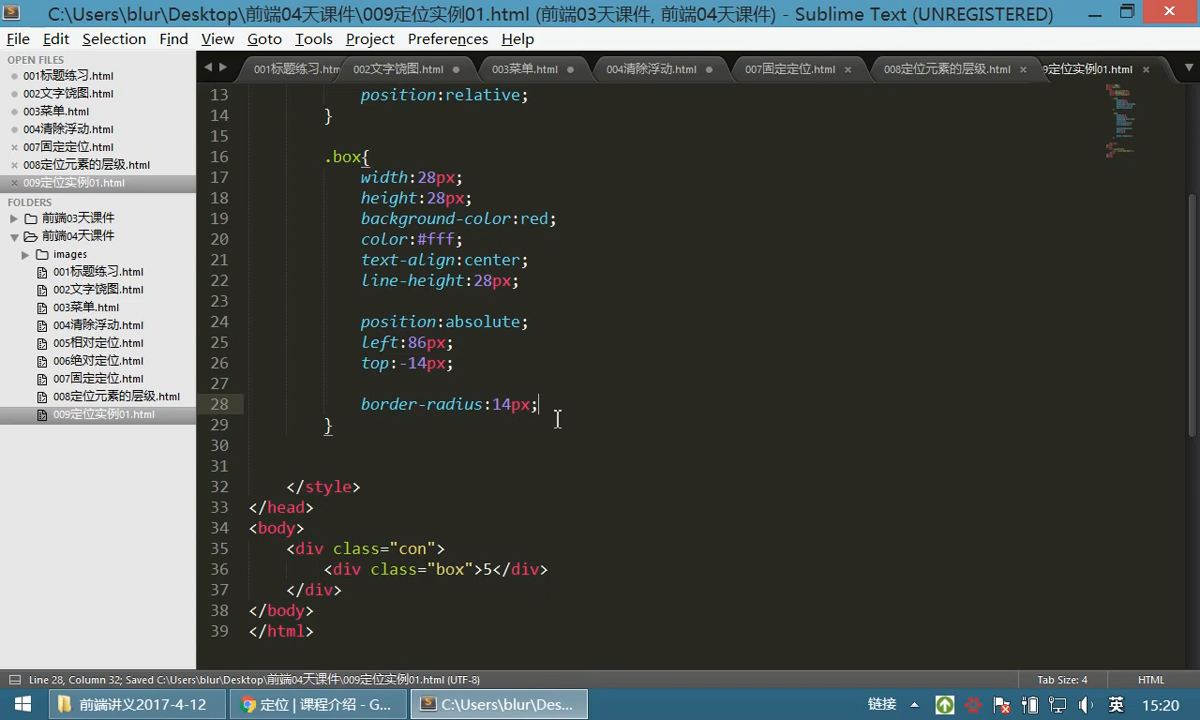 C:\Users\blur\Desktop\前端04天课件\009定位实例01.html (前端03天课件, 前端04天课件) - Sublime Text (UNREGISTERED)
File Edit Selection Find View Goto Tools Project Preferences Help
OPEN FILES
001标题练习.html
002文字饶图.html
003菜单.html
004清除浮动.html
007固定定位.html
008定位元素的层级.html
009定位实例01.html
FOLDERS
前端03天课件
前端04天课件
images
001标题练习.html
002文字饶图.html
003菜单.html
004清除浮动.html
005相对定位.html
006绝对定位.html
007固定定位.html
008定位元素的层级.html
009定位实例01.html
001标题练习.htm 002文字饶图.html 003菜单.html 004清除浮动.html 007固定定位.html 008定位元素的层级.html 9定位实例01.html
13 position:relative;
14 }
15
16 .box{
17 width:28px;
18 height:28px;
19 background-color:red;
20 color:#fff;
21 text-align:center;
22 line-height:28px;
23
24 position:absolute;
25 left:86px;
26 top:-14px;
27
28 border-radius:14px;
29 }
30
31
32 </style>
33 </head>
34 <body>
35 <div class="con">
36 <div class="box">5</div>
37 </div>
38 </body>
39 </html>
Line 28, Column 32; Saved C:\Users\blur\Desktop\前端04天课件\009定位实例01.html (UTF-8) Tab Size: 4 HTML
前端讲义2017-4-12 定位 | 课程介绍 - G... C:\Users\blur\Des... 链接 英 15:20